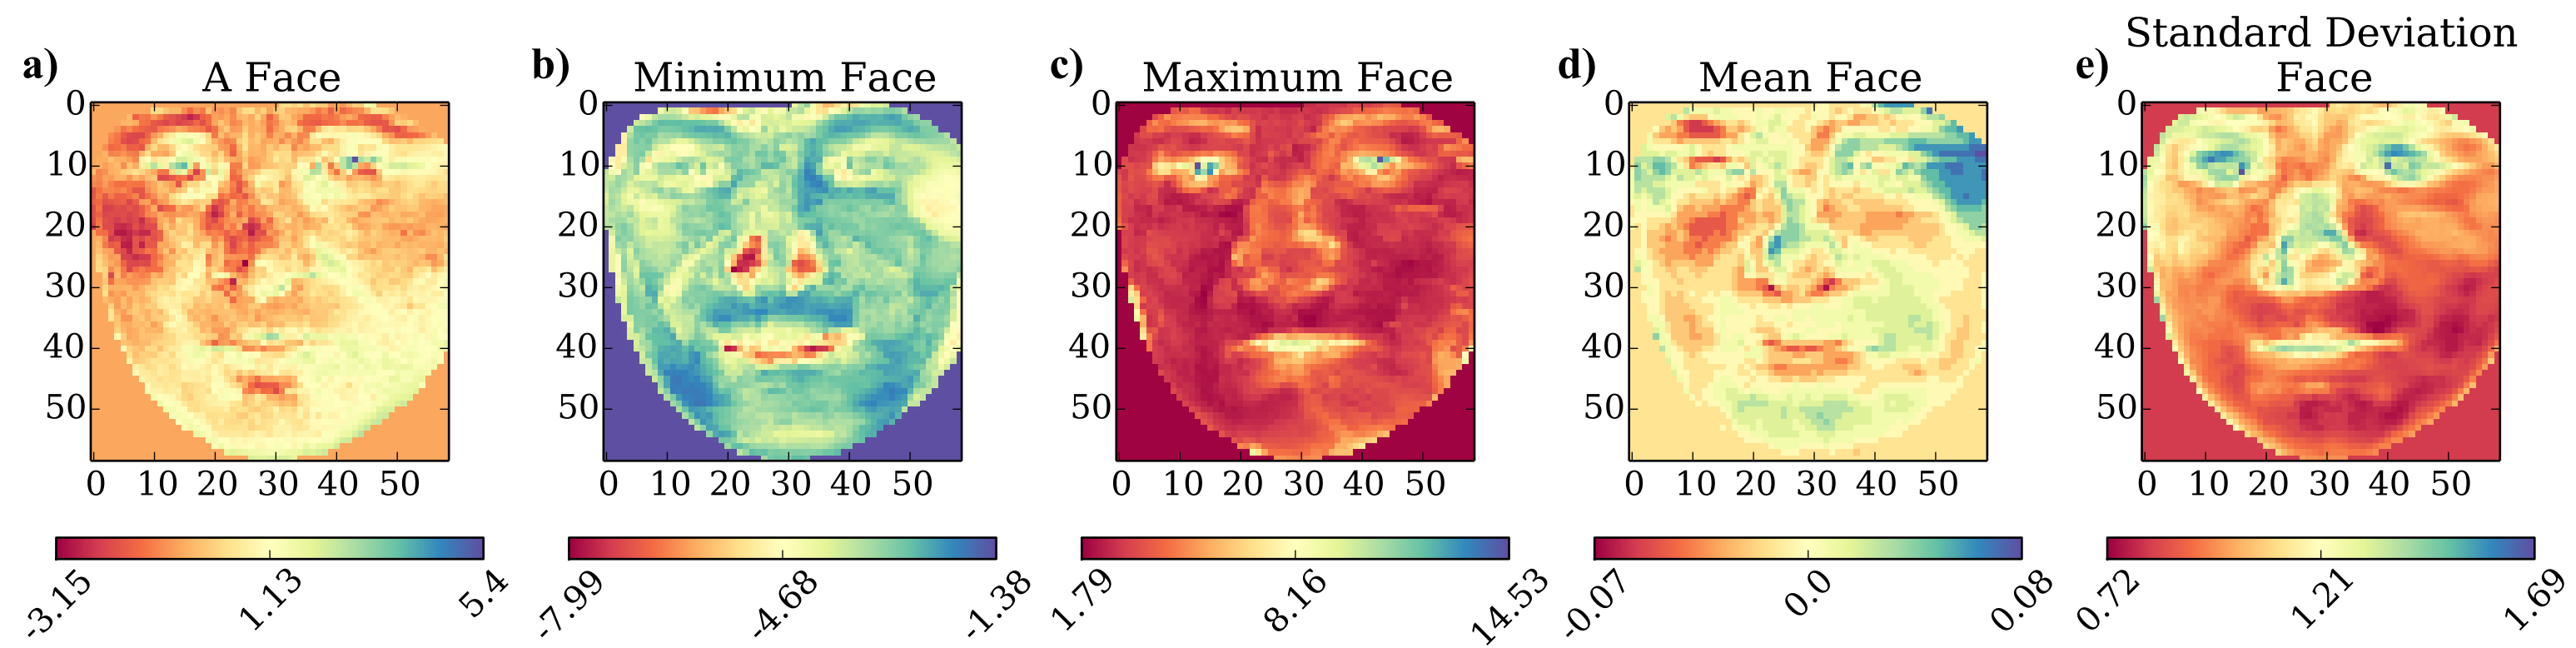 a) A Face
0
10
20
30
40
50
0 10 20 30 40 50
-3.15 1.13 5.4
b) Minimum Face
0
10
20
30
40
50
0 10 20 30 40 50
-7.99 -4.68 -1.38
c) Maximum Face
0
10
20
30
40
50
0 10 20 30 40 50
1.79 8.16 14.53
d) Mean Face
0
10
20
30
40
50
0 10 20 30 40 50
-0.07 0.0 0.08
e) Standard Deviation
Face
0
10
20
30
40
50
0 10 20 30 40 50
0.72 1.21 1.69